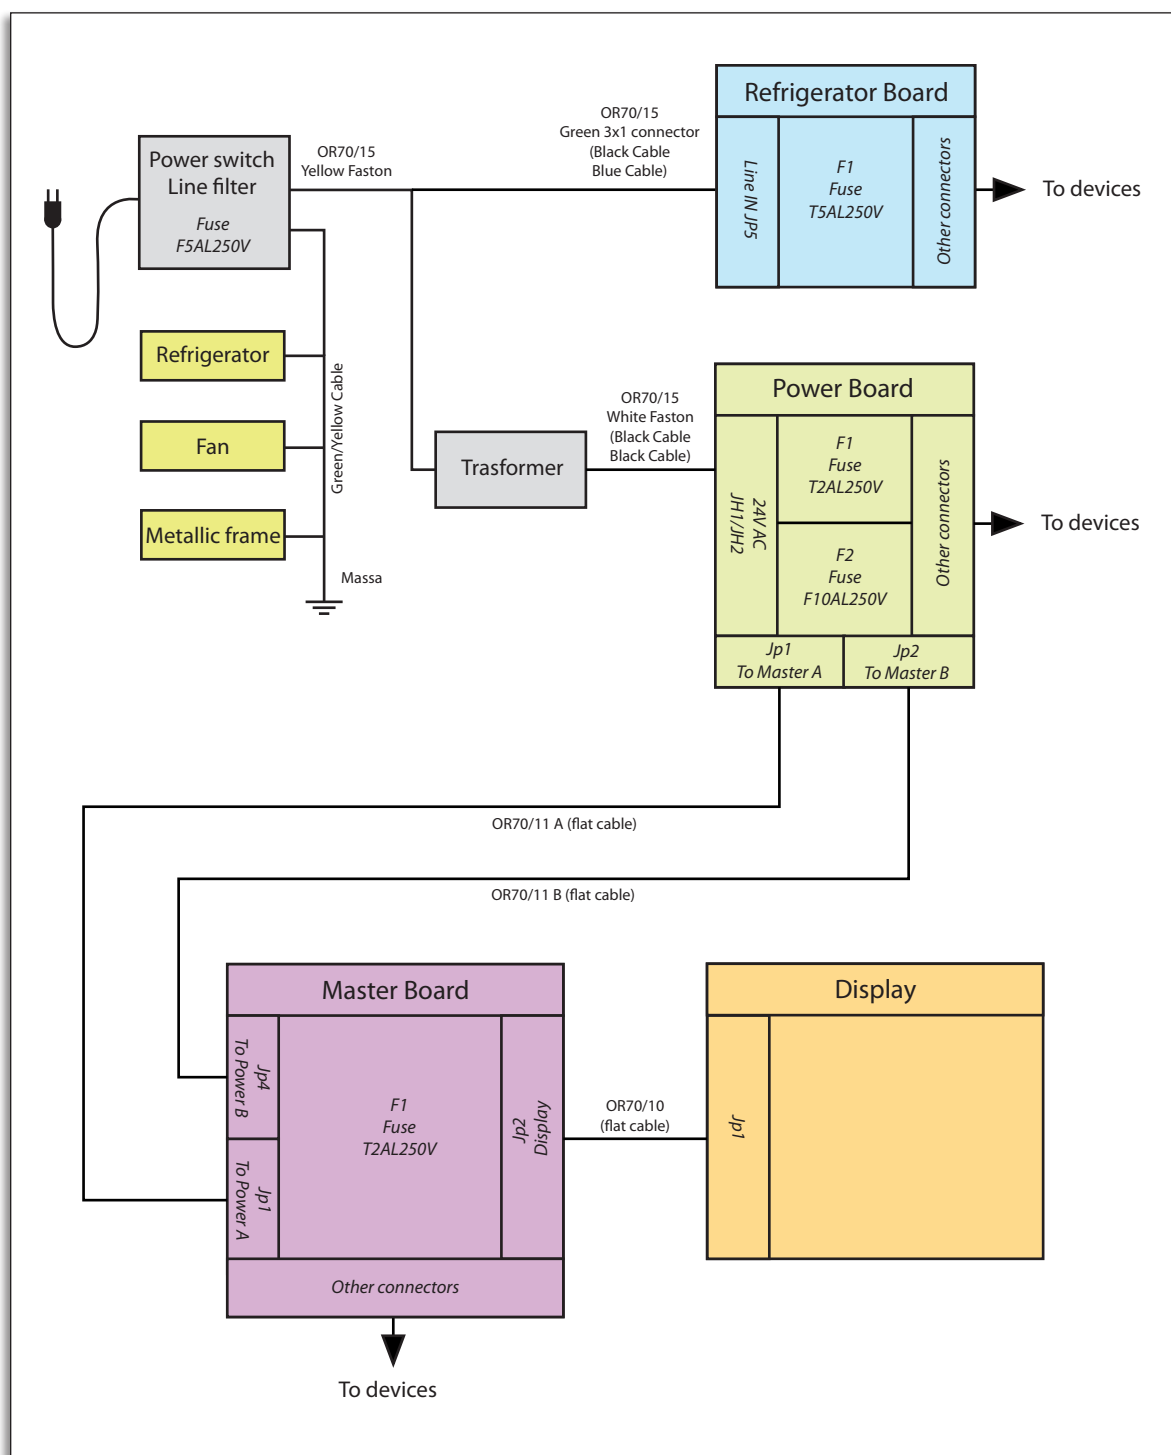 Refrigerator Board
OR70/15
Green 3x1 connector
(Black Cable
Blue Cable)
Line IN JP5
F1
Fuse
T5AL250V
Other connectors
To devices
Power switch
Line filter
Fuse
F5AL250V
OR70/15
Yellow Faston
Refrigerator
Fan
Metallic frame
Green/Yellow Cable
Massa
Trasformer
OR70/15
White Faston
(Black Cable
Black Cable)
Power Board
24V AC
JH1/JH2
F1
Fuse
T2AL250V
F2
Fuse
F10AL250V
Other connectors
To devices
Jp1
To Master A
Jp2
To Master B
OR70/11 A (flat cable)
OR70/11 B (flat cable)
Master Board
Jp4
To Power B
Jp1
To Power A
F1
Fuse
T2AL250V
Display
Jp2
Other connectors
To devices
OR70/10
(flat cable)
Display
Jp1